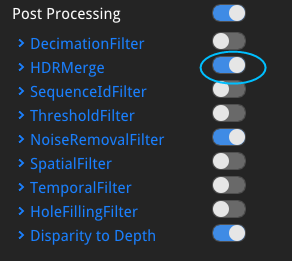 Post Processing
DecimationFilter
HDRMerge
SequenceIdFilter
ThresholdFilter
NoiseRemovalFilter
SpatialFilter
TemporalFilter
HoleFillingFilter
Disparity to Depth